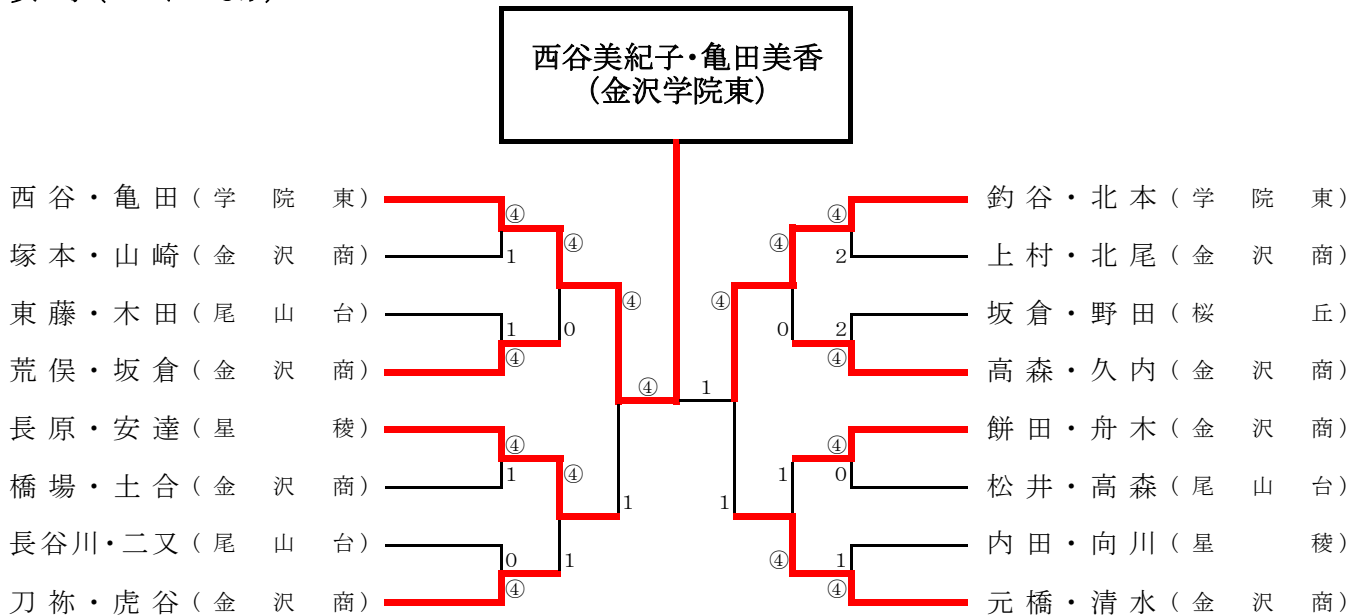 西谷美紀子・亀田美香
(金沢学院東)
西谷・亀田(学院東)
塚本・山崎(金沢商)
東藤・木田(尾山台)
荒俣・坂倉(金沢商)
長原・安達(星稜)
橋場・土合(金沢商)
長谷川・二又(尾山台)
刀祢・虎谷(金沢商)
④
1
1
④
④
1
0
④
④
0
④
1
④
1
④
1
④
1
④
0
1
④
④
2
2
④
④
0
1
④
釣谷・北本(学院東)
上村・北尾(金沢商)
坂倉・野田(桜丘)
高森・久内(金沢商)
餅田・舟木(金沢商)
松井・高森(尾山台)
内田・向川(星稜)
元橋・清水(金沢商)